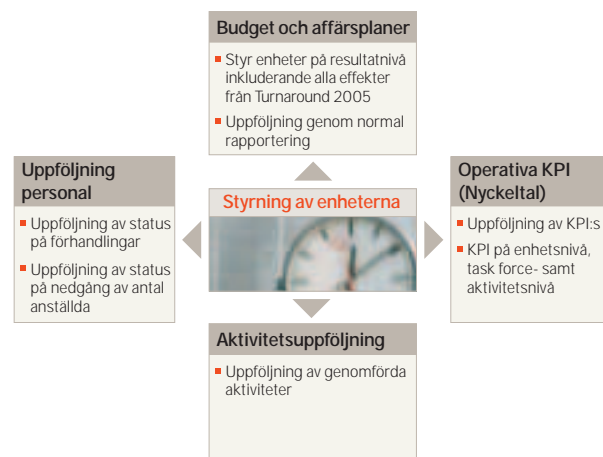 Budget och affärsplaner
Styr enheter på resultatnivå
inkluderande alla effekter
från Turnaround 2005
Uppföljning genom normal
rapportering
Uppföljning
personal
Uppföljning av status
på förhandlingar
Uppföljning av status
på nedgång av antal
anställda
Styrning av enheterna
Operativa KPI
(Nyckeltal)
Uppföljning av KPI:s
KPI på enhetsnivå,
task force- samt
aktivitetsnivå
Aktivitetsuppföljning
Uppföljning av genomförda
aktiviteter